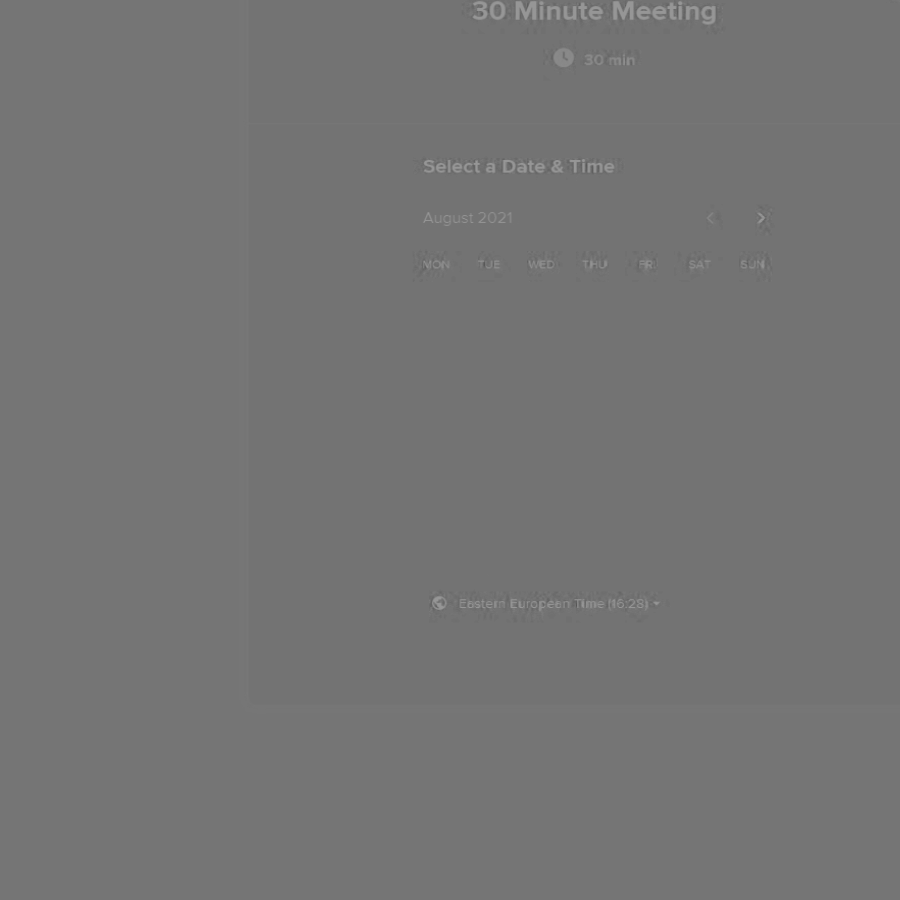 30 Minute Meeting
30 min
Select a Date & Time
August 2021
MON TUE WED THU FRI SAT SUN
Eastern European Time (16:28)